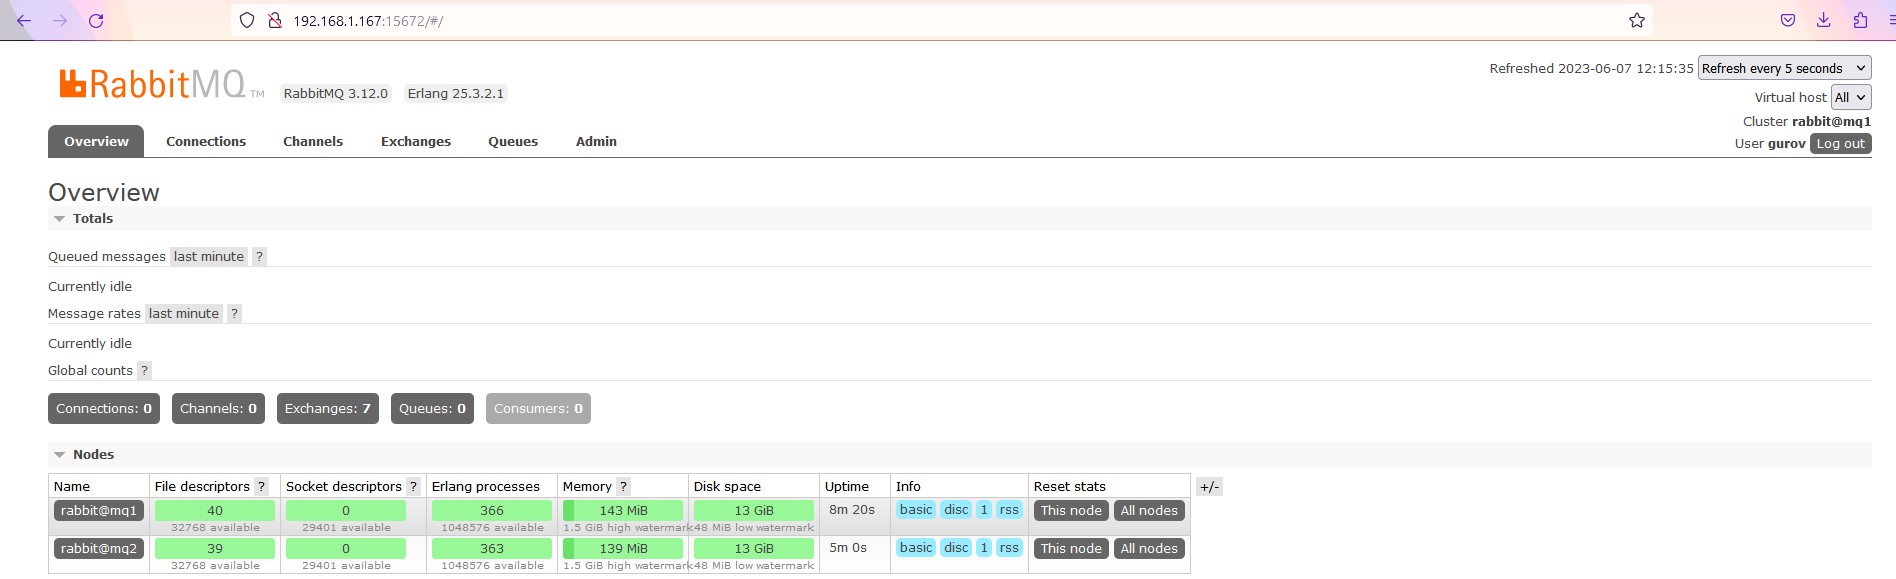 192.168.1.167:15672/#/
RabbitMQ TM RabbitMQ 3.12.0 Erlang 25.3.2.1
Refreshed 2023-06-07 12:15:35 Refresh every 5 seconds
Virtual host All
Cluster rabbit@mq1
User gurov Log out
Overview Connections Channels Exchanges Queues Admin
Overview
Totals
Queued messages last minute ?
Currently idle
Message rates last minute ?
Currently idle
Global counts ?
Connections: 0 Channels: 0 Exchanges: 7 Queues: 0 Consumers: 0
Nodes
Name File descriptors ? Socket descriptors ? Erlang processes Memory ? Disk space Uptime Info Reset stats +/-
rabbit@mq1 40 0 366 143 MiB 13 GiB 8m 20s basic disc 1 rss This node All nodes
32768 available 29401 available 1048576 available 1.5 GiB high watermark 48 MiB low watermark
rabbit@mq2 39 0 363 139 MiB 13 GiB 5m 0s basic disc 1 rss This node All nodes
32768 available 29401 available 1048576 available 1.5 GiB high watermark 48 MiB low watermark